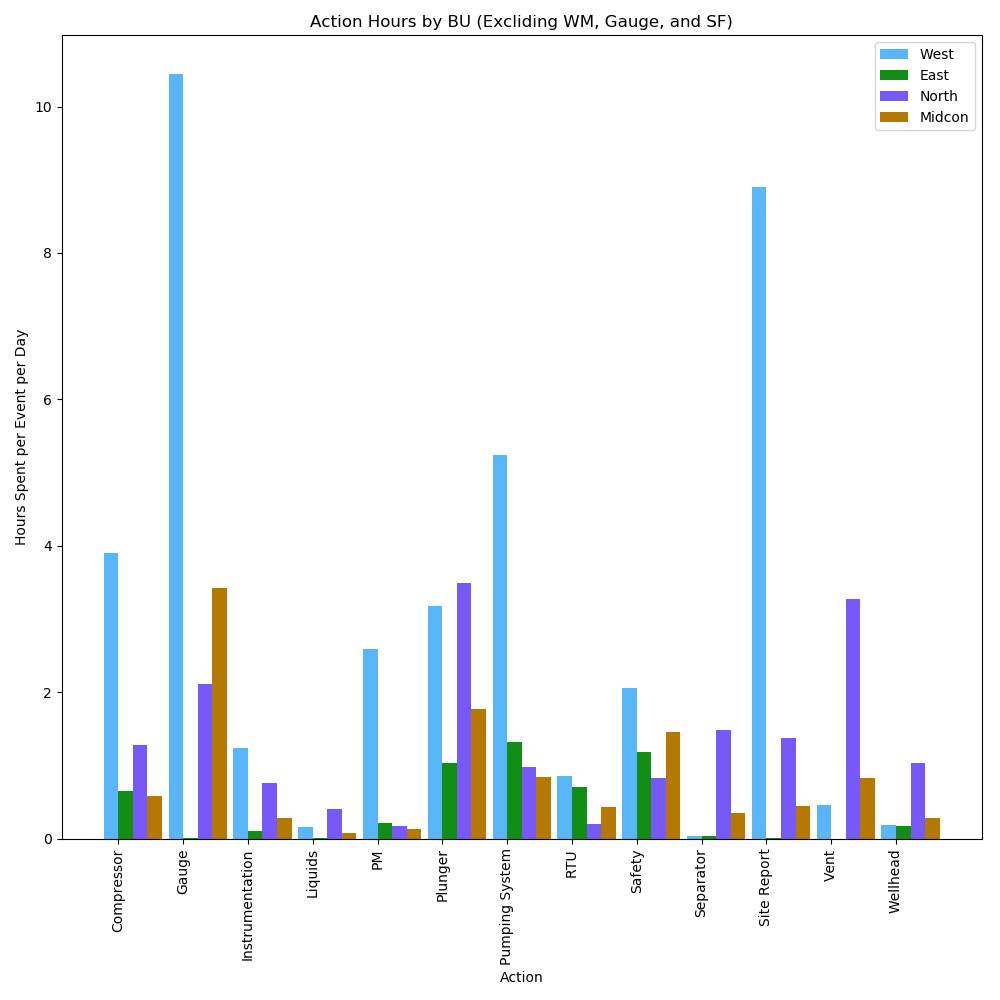 Action Hours by BU (Excliding WM, Gauge, and SF)
West
East
North
Midcon
Hours Spent per Event per Day
10
8
6
4
2
0
Compressor
Gauge
Instrumentation
Liquids
PM
Plunger
Pumping System
RTU
Safety
Separator
Site Report
Vent
Wellhead
Action